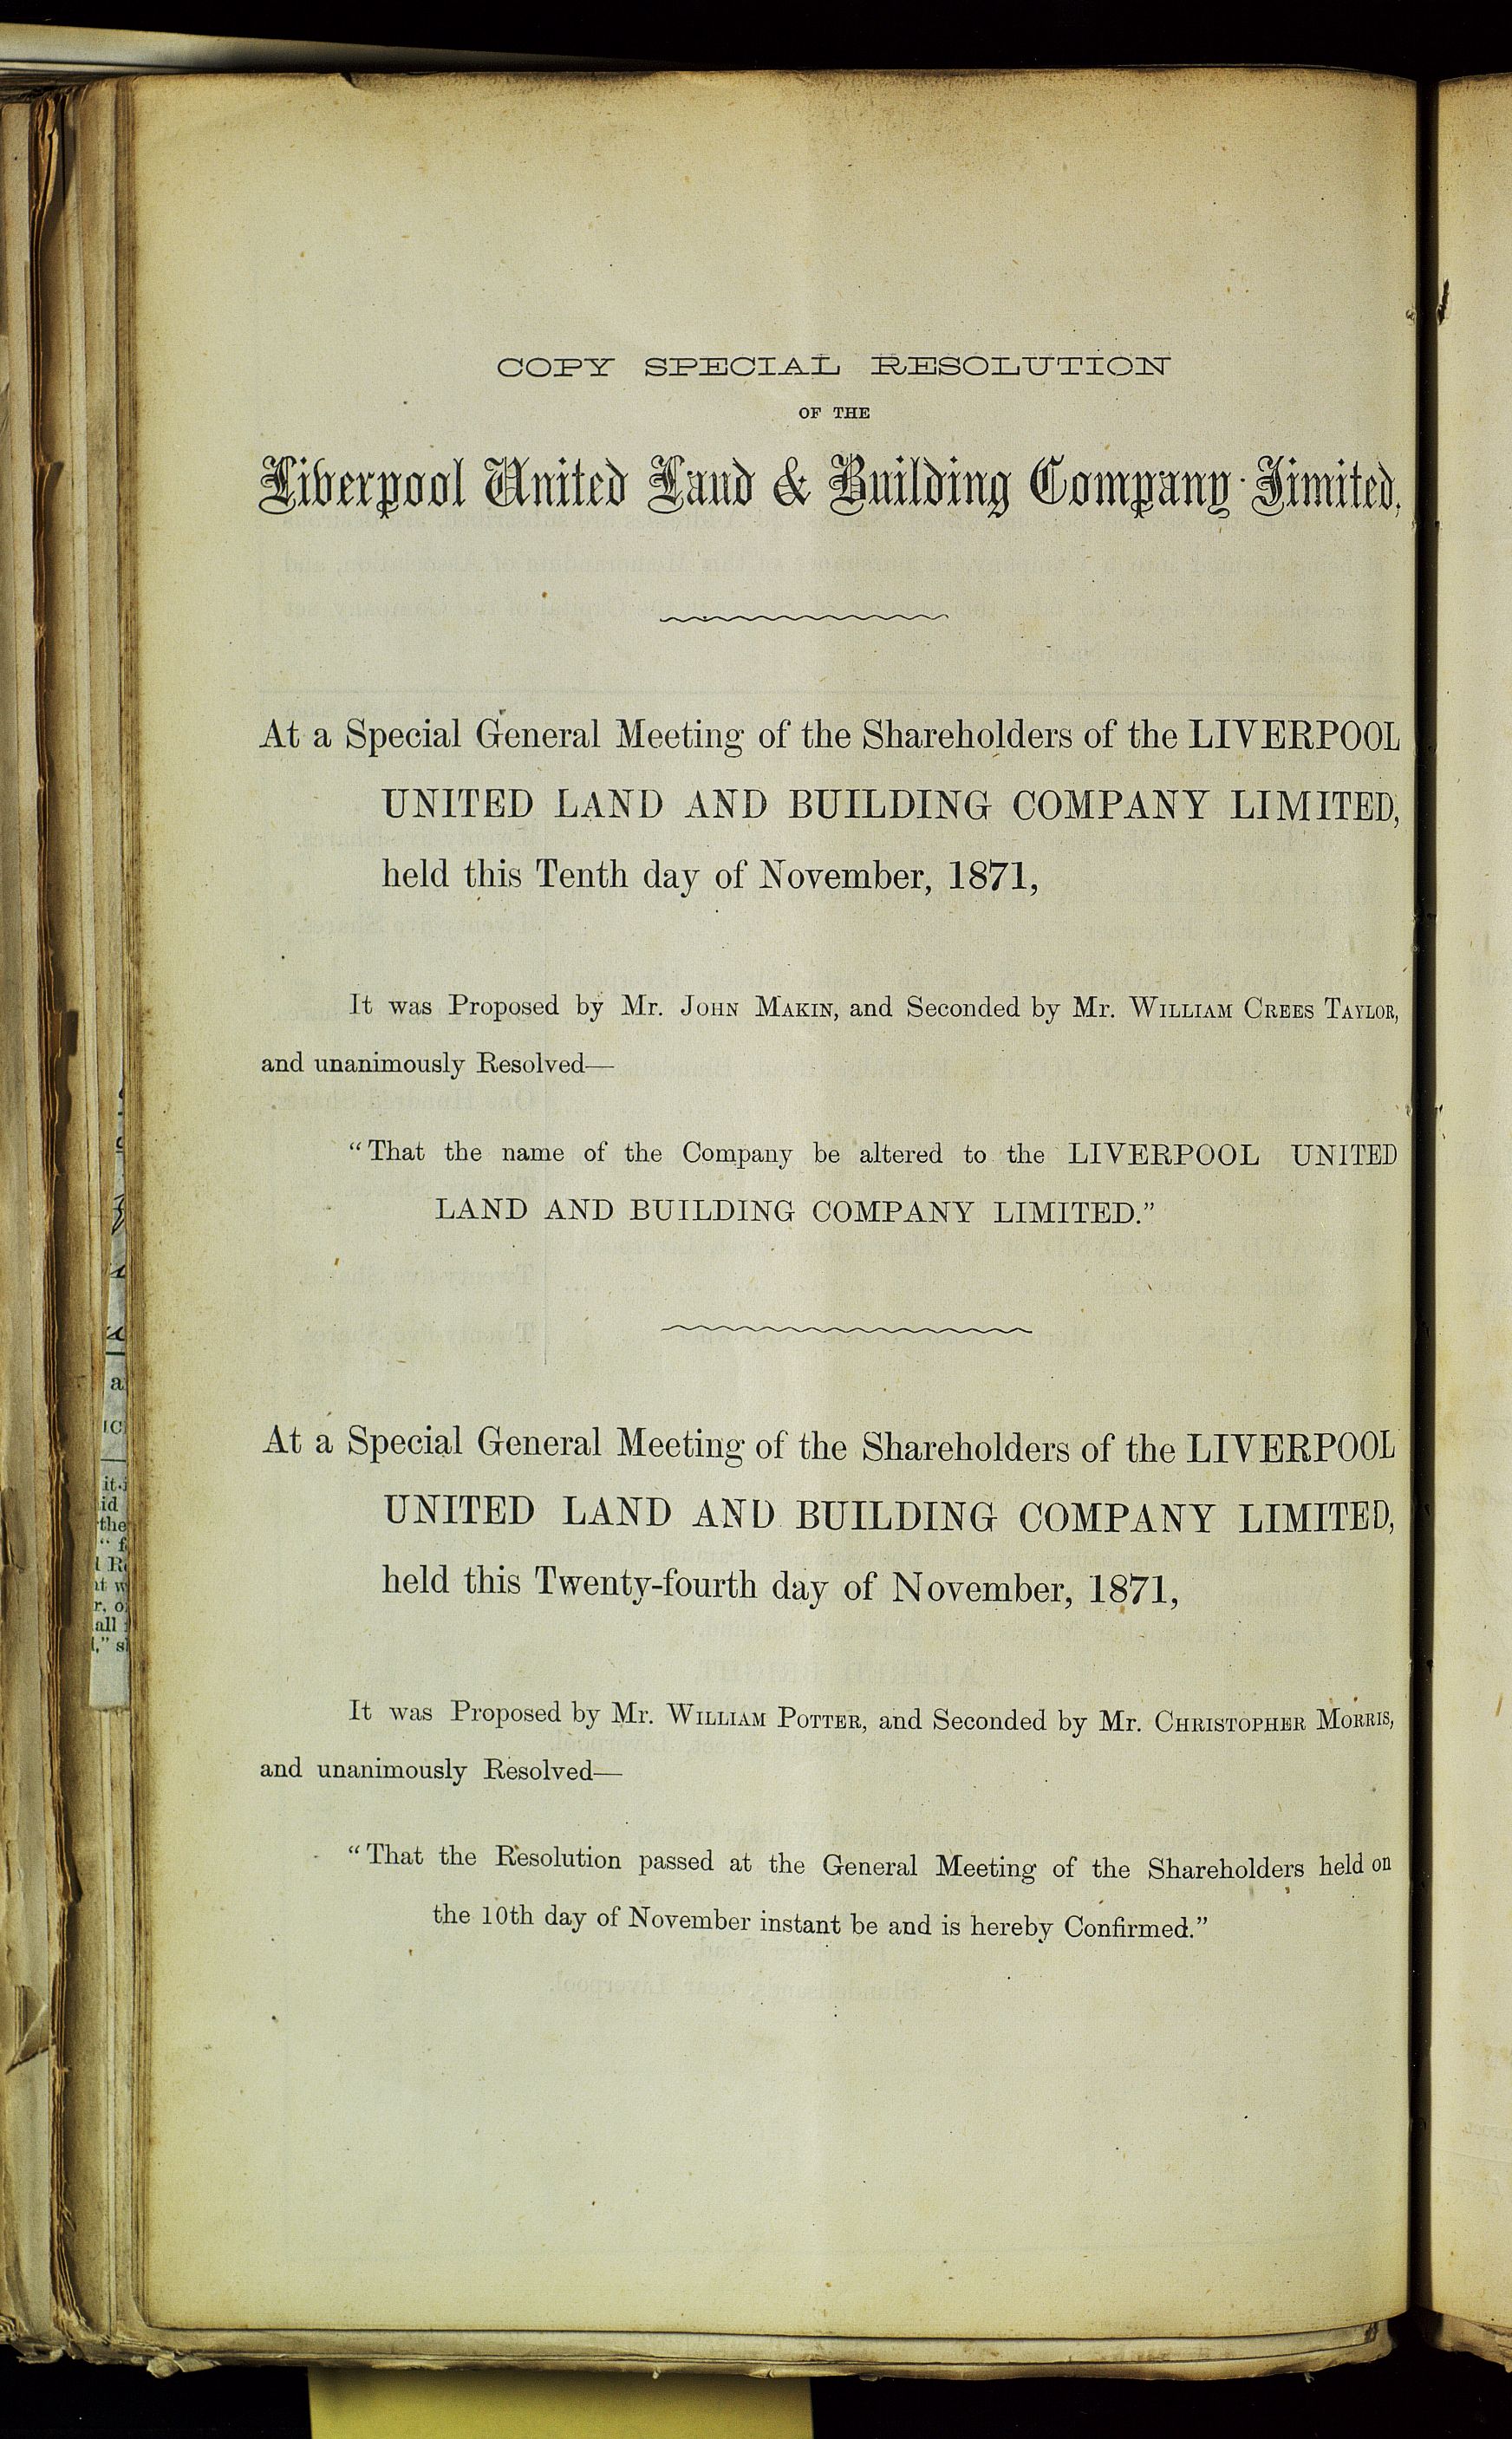 COPY SPECIAL RESOLUTION
OF THE
Liverpool United Land & Building Company Limited,
At a Special General Meeting of the Shareholders of the LIVERPOOL
UNITED LAND AND BUILDING COMPANY LIMITED,
held this Tenth day of November, 1871,
It was Proposed by Mr. JOHN MAKIN, and Seconded by Mr. WILLIAM CREES TAYLOR,
and unanimously Resolved—
“That the name of the Company be altered to the LIVERPOOL UNITED
LAND AND BUILDING COMPANY LIMITED.”
At a Special General Meeting of the Shareholders of the LIVERPOOL
UNITED LAND AND BUILDING COMPANY LIMITED,
held this Twenty-fourth day of November, 1871,
It was Proposed by Mr. WILLIAM POTTER, and Seconded by Mr. CHRISTOPHER MORRIS,
and unanimously Resolved—
“That the Resolution passed at the General Meeting of the Shareholders held on
the 10th day of November instant be and is hereby Confirmed.”